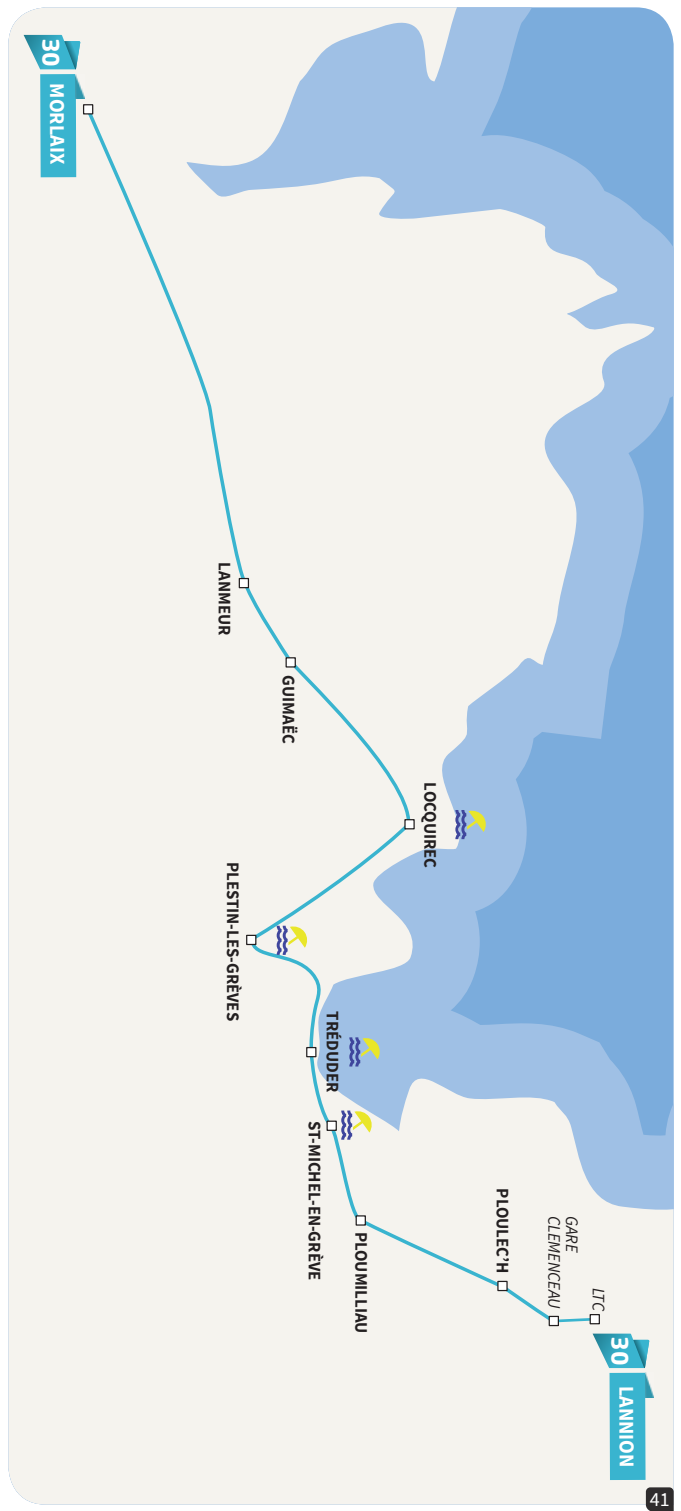 30
MORLAIX
LANMEUR
GUIMAËC
LOCQUIREC
PLESTIN-LES-GRÈVES
TRÉDUDER
ST-MICHEL-EN-GRÈVE
PLOUMILLIAU
PLOULEC'H
GARE
CLEMENCEAU
LTC
30
LANNION
41